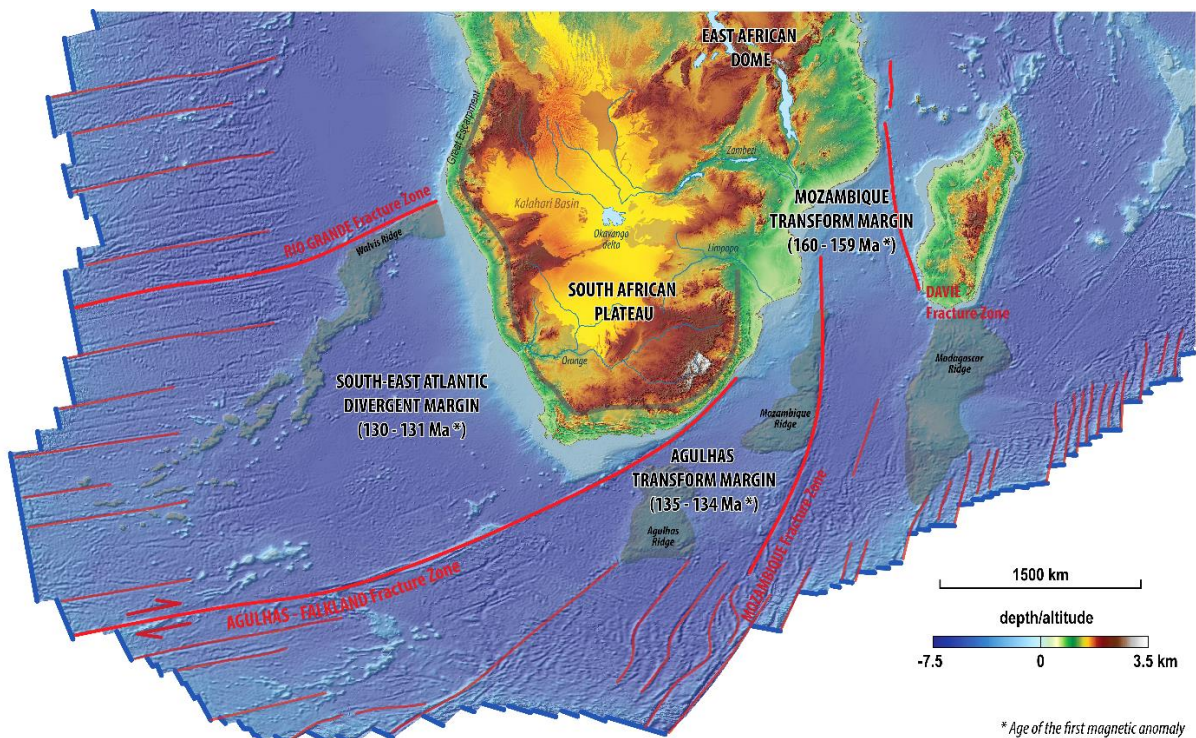 EAST AFRICAN
DOME
Great Escarpment
Zambezi
Kalahari Basin
Okavango
delta
MOZAMBIQUE
TRANSFORM MARGIN
(160 - 159 Ma *)
RIO GRANDE Fracture Zone
Walvis Ridge
Limpopo
SOUTH AFRICAN
PLATEAU
DAVIE
Fracture Zone
Orange
Madagascar
Ridge
SOUTH-EAST ATLANTIC
DIVERGENT MARGIN
(130 - 131 Ma *)
Mozambique
Ridge
AGULHAS
TRANSFORM MARGIN
(135 - 134 Ma *)
Agulhas
Ridge
MOZAMBIQUE Fracture Zone
AGULHAS - FALKLAND Fracture Zone
1500 km
depth/altitude
-7.5 0 3.5 km
* Age of the first magnetic anomaly